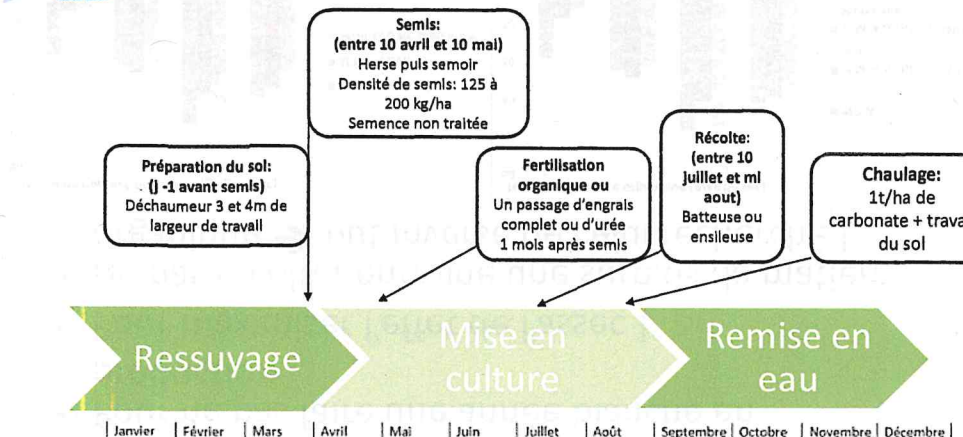 Semis:
(entre 10 avril et 10 mai)
Herse puis semoir
Densité de semis: 125 à
200 kg/ha
Semence non traitée
Préparation du sol:
(j -1 avant semis)
Déchaumeur 3 et 4m de
largeur de travail
Fertilisation
organique ou
Un passage d'engrais
complet ou d'urée
1 mois après semis
Récolte:
(entre 10
juillet et mi
aout)
Batteuse ou
ensileuse
Chaulage:
1t/ha de
carbonate + trava
du sol
Ressuyage
Mise en
culture
Remise en
eau
Janvier | Février | Mars | Avril | Mai | Juin | Juillet | Août | Septembre | Octobre | Novembre | Décembre